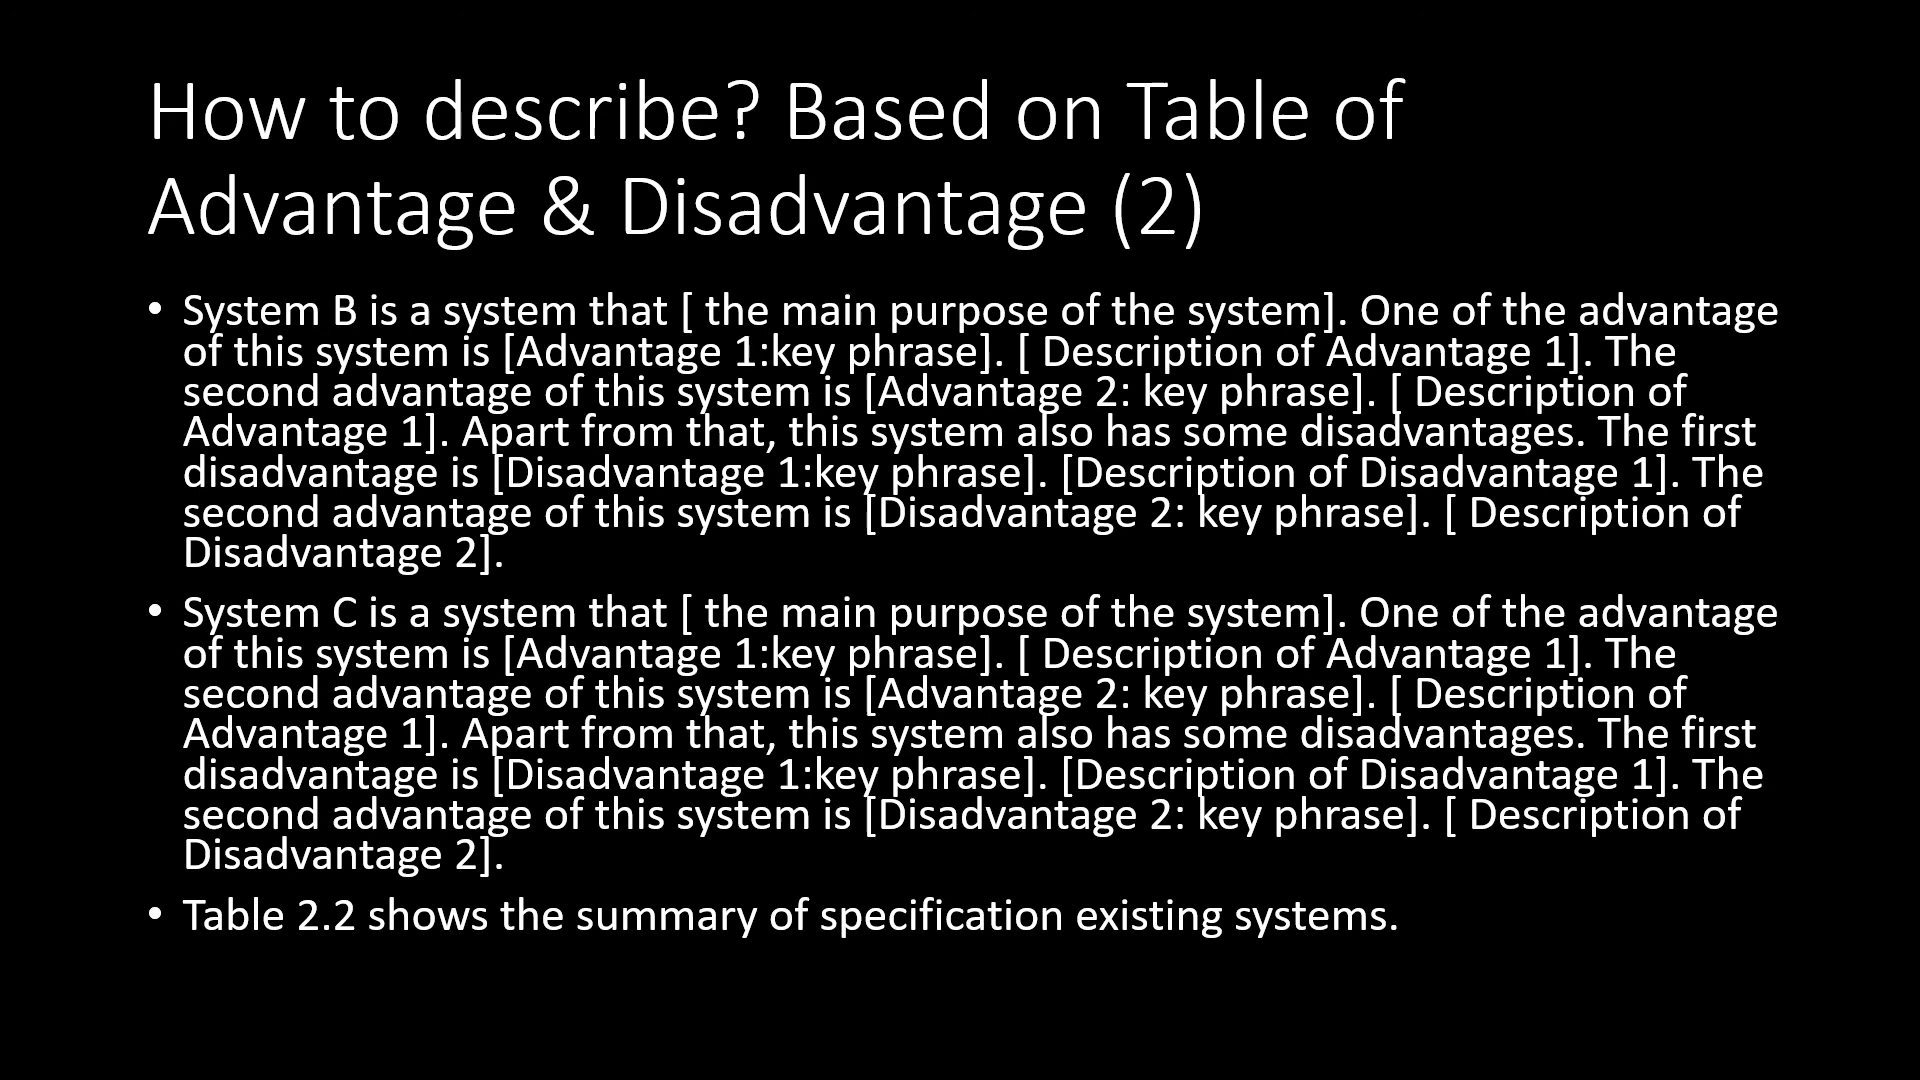 How to describe? Based on Table of
Advantage & Disadvantage (2)
• System B is a system that [ the main purpose of the system]. One of the advantage
of this system is [Advantage 1:key phrase]. [ Description of Advantage 1]. The
second advantage of this system is [Advantage 2: key phrase]. [ Description of
Advantage 1]. Apart from that, this system also has some disadvantages. The first
disadvantage is [Disadvantage 1:key phrase]. [Description of Disadvantage 1]. The
second advantage of this system is [Disadvantage 2: key phrase]. [ Description of
Disadvantage 2].
• System C is a system that [ the main purpose of the system]. One of the advantage
of this system is [Advantage 1:key phrase]. [ Description of Advantage 1]. The
second advantage of this system is [Advantage 2: key phrase]. [ Description of
Advantage 1]. Apart from that, this system also has some disadvantages. The first
disadvantage is [Disadvantage 1:key phrase]. [Description of Disadvantage 1]. The
second advantage of this system is [Disadvantage 2: key phrase]. [ Description of
Disadvantage 2].
• Table 2.2 shows the summary of specification existing systems.